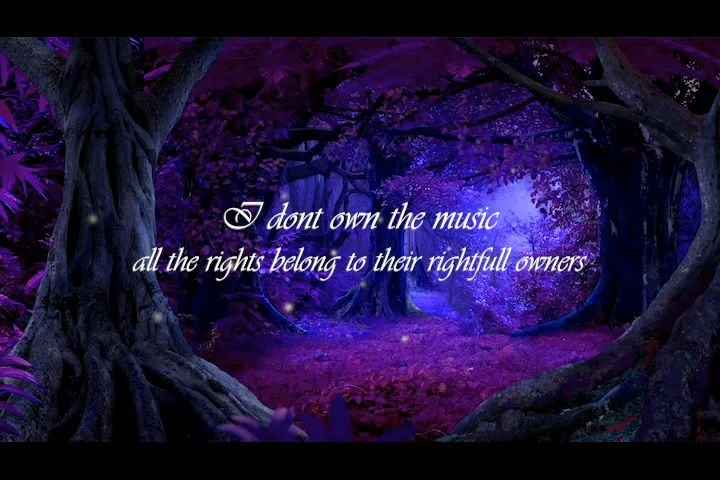 I dont own the music
all the rights belong to their rightfull owners